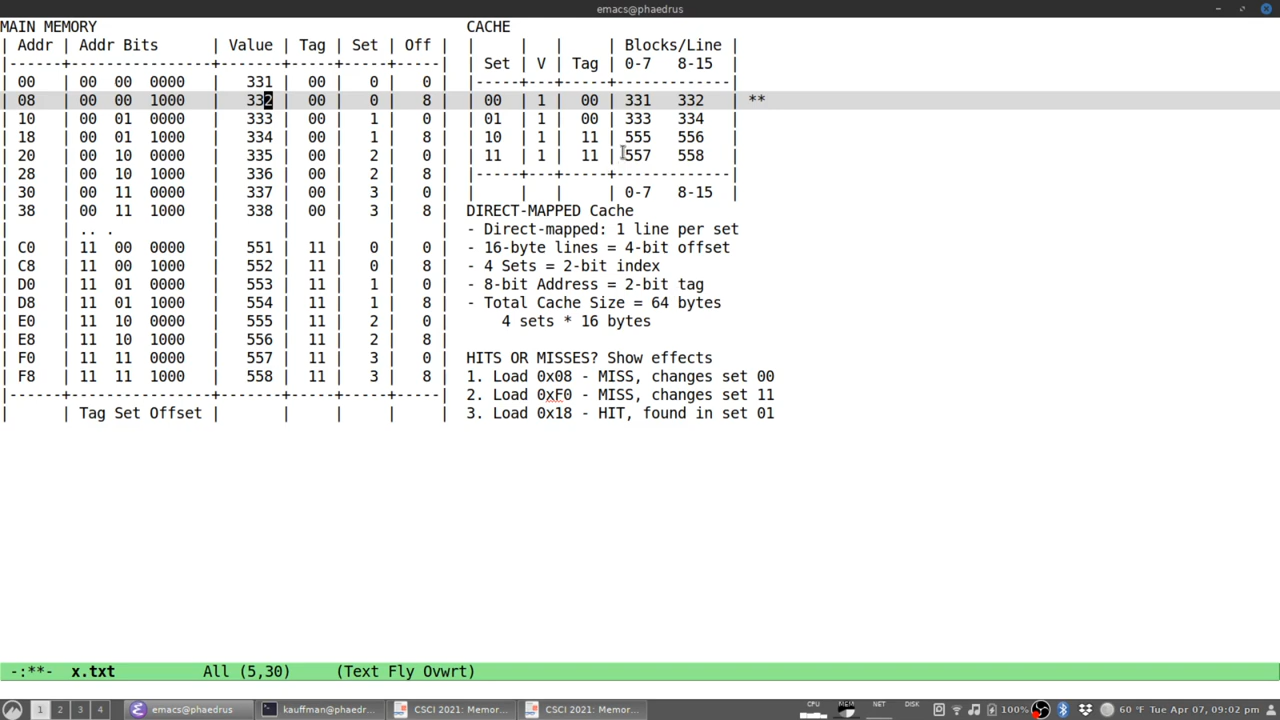 emacs@phaedrus
MAIN MEMORY
| Addr | Addr Bits | Value | Tag | Set | Off |
|------+----------------+-------+-----+-----+-----|
| 00 | 00 00 0000 | 331 | 00 | 0 | 0 |
| 08 | 00 00 1000 | 332 | 00 | 0 | 8 |
| 10 | 00 01 0000 | 333 | 00 | 1 | 0 |
| 18 | 00 01 1000 | 334 | 00 | 1 | 8 |
| 20 | 00 10 0000 | 335 | 00 | 2 | 0 |
| 28 | 00 10 1000 | 336 | 00 | 2 | 8 |
| 30 | 00 11 0000 | 337 | 00 | 3 | 0 |
| 38 | 00 11 1000 | 338 | 00 | 3 | 8 |
| | .. . | | | | |
| C0 | 11 00 0000 | 551 | 11 | 0 | 0 |
| C8 | 11 00 1000 | 552 | 11 | 0 | 8 |
| D0 | 11 01 0000 | 553 | 11 | 1 | 0 |
| D8 | 11 01 1000 | 554 | 11 | 1 | 8 |
| E0 | 11 10 0000 | 555 | 11 | 2 | 0 |
| E8 | 11 10 1000 | 556 | 11 | 2 | 8 |
| F0 | 11 11 0000 | 557 | 11 | 3 | 0 |
| F8 | 11 11 1000 | 558 | 11 | 3 | 8 |
|------+----------------+-------+-----+-----+-----|
| | Tag Set Offset | | | | |
CACHE
| | | | Blocks/Line |
| Set | V | Tag | 0-7 8-15 |
|-----+---+-----+-------------|
| 00 | 1 | 00 | 331 332 | **
| 01 | 1 | 00 | 333 334 |
| 10 | 1 | 11 | 555 556 |
| 11 | 1 | 11 | 557 558 |
|-----+---+-----+-------------|
| | | | 0-7 8-15 |
DIRECT-MAPPED Cache
- Direct-mapped: 1 line per set
- 16-byte lines = 4-bit offset
- 4 Sets = 2-bit index
- 8-bit Address = 2-bit tag
- Total Cache Size = 64 bytes
4 sets * 16 bytes
HITS OR MISSES? Show effects
1. Load 0x08 - MISS, changes set 00
2. Load 0xF0 - MISS, changes set 11
3. Load 0x18 - HIT, found in set 01
-:**- x.txt All (5,30) (Text Fly Ovwrt)
1 2 3 4 emacs@phaedrus kauffman@phaedr... CSCI 2021: Memor... CSCI 2021: Memor... CPU MEM NET DISK 100% 60 °F Tue Apr 07, 09:02 pm